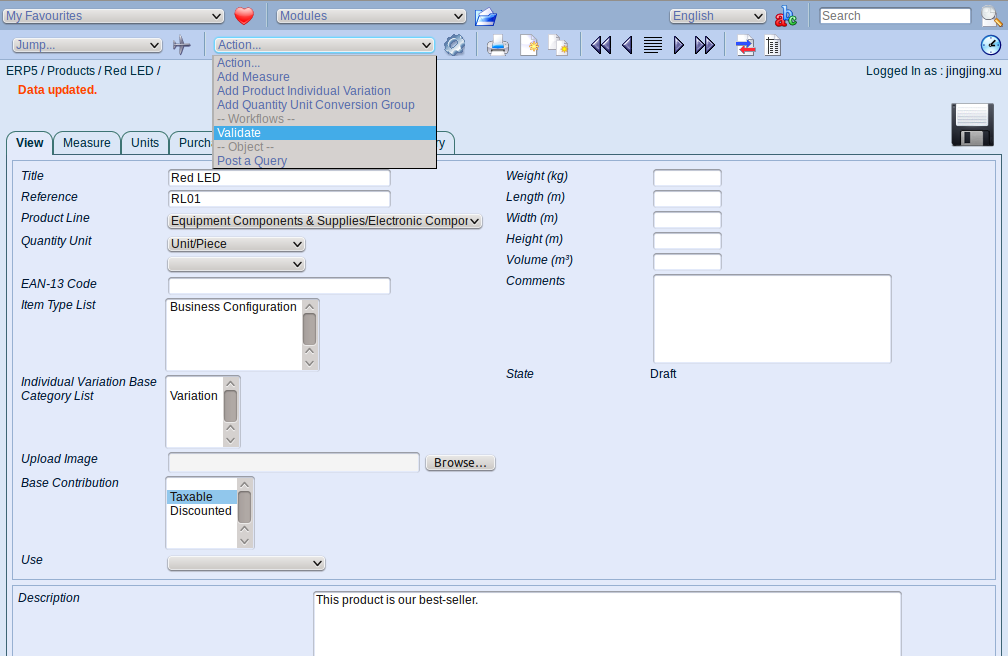 My Favourites
Modules
English
Search
Jump...
Action...
Action...
Add Measure
Add Product Individual Variation
Add Quantity Unit Conversion Group
-- Workflows --
Validate
-- Object --
Post a Query
ERP5 / Products / Red LED /
Logged In as : jingjing.xu
Data updated.
View
Measure
Units
Purch
ry
Title
Red LED
Reference
RL01
Product Line
Equipment Components & Supplies/Electronic Compor
Quantity Unit
Unit/Piece
EAN-13 Code
Item Type List
Business Configuration
Individual Variation Base
Category List
Variation
Upload Image
Browse...
Base Contribution
Taxable
Discounted
Use
Weight (kg)
Length (m)
Width (m)
Height (m)
Volume (m³)
Comments
State
Draft
Description
This product is our best-seller.